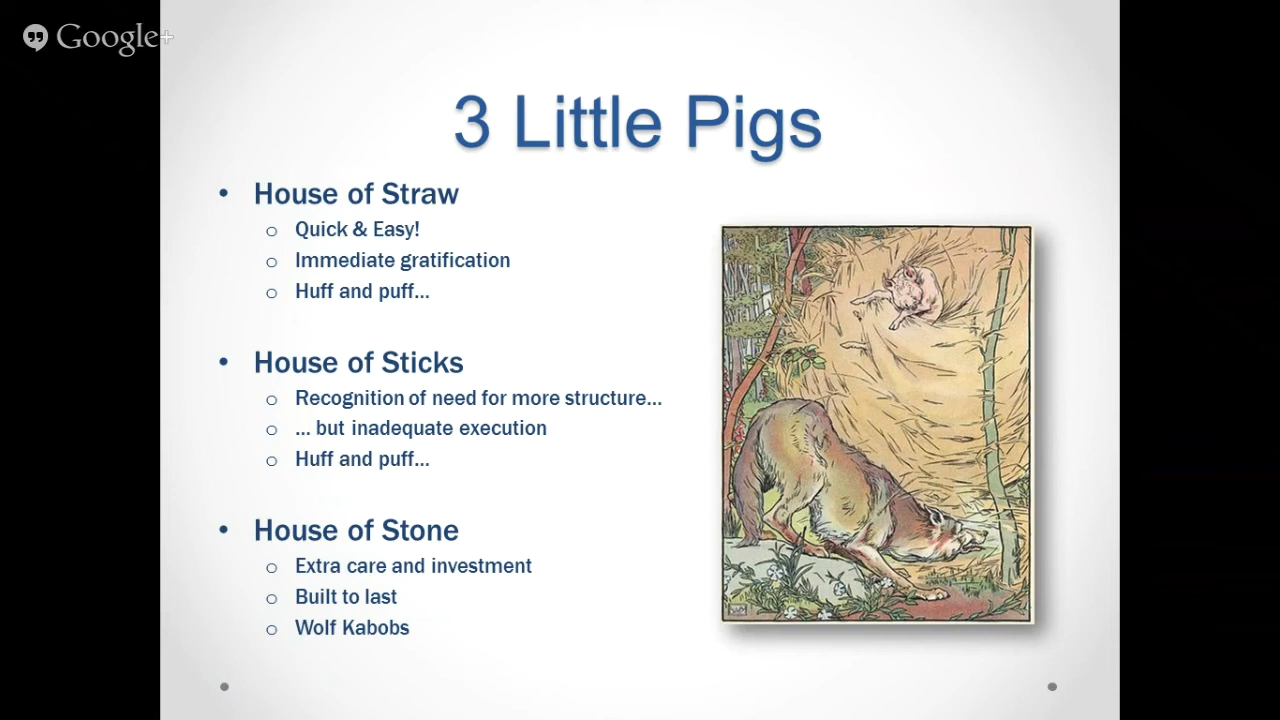 Google+
3 Little Pigs
• House of Straw
o Quick & Easy!
o Immediate gratification
o Huff and puff...
• House of Sticks
o Recognition of need for more structure...
o ... but inadequate execution
o Huff and puff...
• House of Stone
o Extra care and investment
o Built to last
o Wolf Kabobs